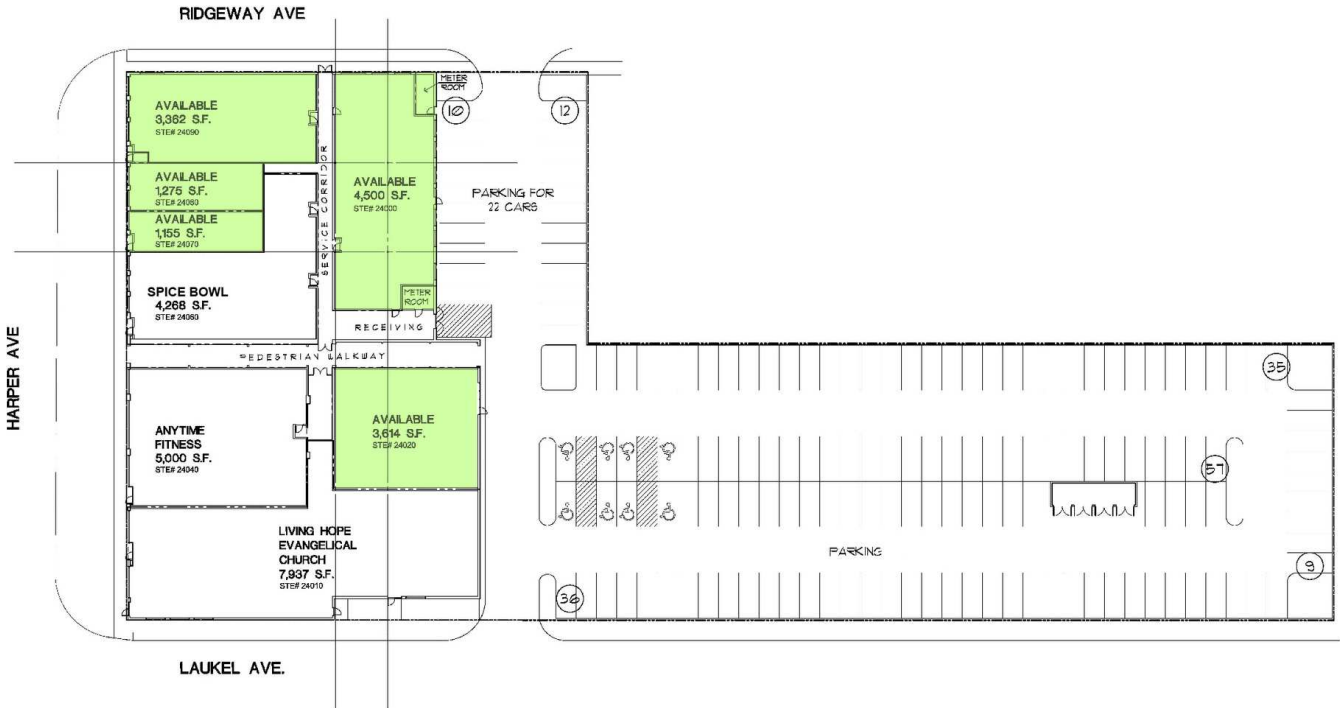 RIDGEWAY AVE
METER
ROOM
10
12
AVAILABLE
3,362 S.F.
STE# 24090
AVAILABLE
1,275 S.F.
STE# 24080
AVAILABLE
1,155 S.F.
STE# 24070
SERVICE CORRIDOR
AVAILABLE
4,500 S.F.
STE# 24000
PARKING FOR
22 CARS
SPICE BOWL
4,268 S.F.
STE# 24060
METER
ROOM
RECEIVING
PEDESTRIAN WALKWAY
HARPER AVE
ANYTIME
FITNESS
5,000 S.F.
STE# 24040
AVAILABLE
3,614 S.F.
STE# 24020
35
57
LIVING HOPE
EVANGELICAL
CHURCH
7,937 S.F.
STE# 24010
PARKING
9
36
LAUKEL AVE.